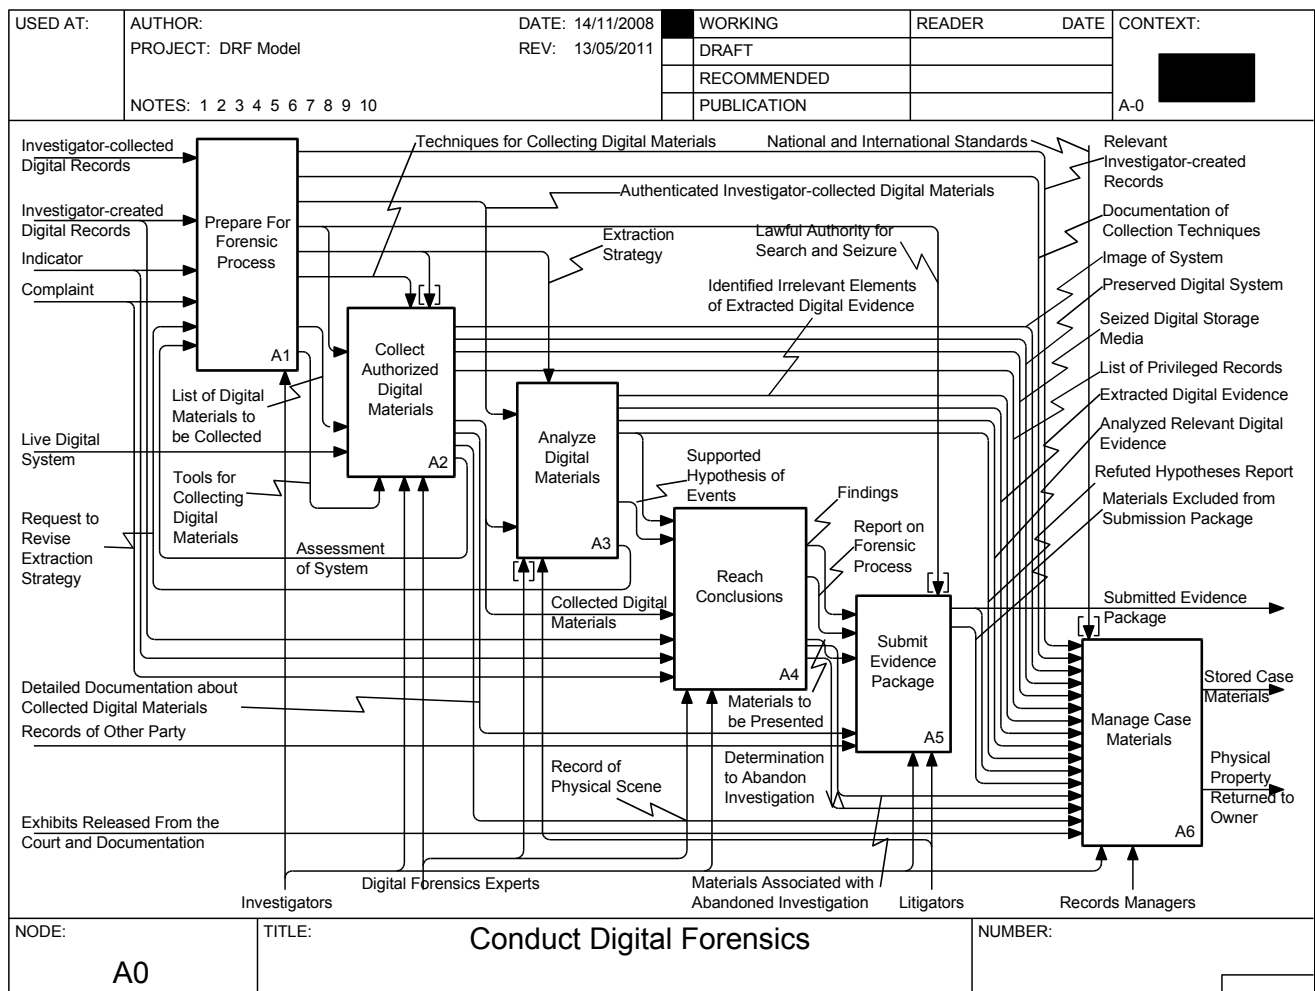 USED AT:
AUTHOR:
DATE: 14/11/2008
PROJECT: DRF Model
REV: 13/05/2011
NOTES: 1 2 3 4 5 6 7 8 9 10
WORKING
DRAFT
RECOMMENDED
PUBLICATION
READER
DATE
CONTEXT:
A-0
Investigator-collected
Digital Records
Investigator-created
Digital Records
Indicator
Complaint
Prepare For
Forensic
Process
A1
Techniques for Collecting Digital Materials
National and International Standards
Relevant
Investigator-created
Records
Authenticated Investigator-collected Digital Materials
Extraction
Strategy
Lawful Authority for
Search and Seizure
Documentation of
Collection Techniques
Image of System
Identified Irrelevant Elements
of Extracted Digital Evidence
Preserved Digital System
Seized Digital Storage
Media
List of Privileged Records
Extracted Digital Evidence
Analyzed Relevant Digital
Evidence
Refuted Hypotheses Report
Materials Excluded from
Submission Package
Collect
Authorized
Digital
Materials
A2
List of Digital
Materials to
be Collected
Live Digital
System
Tools for
Collecting
Digital
Materials
Analyze
Digital
Materials
A3
Supported
Hypothesis of
Events
Findings
Report on
Forensic
Process
Request to
Revise
Extraction
Strategy
Assessment
of System
Reach
Conclusions
A4
Collected Digital
Materials
Submit
Evidence
Package
A5
Submitted Evidence
Package
Detailed Documentation about
Collected Digital Materials
Records of Other Party
Materials to
be Presented
Stored Case
Materials
Manage Case
Materials
A6
Record of
Physical Scene
Determination
to Abandon
Investigation
Physical
Property
Returned to
Owner
Exhibits Released From the
Court and Documentation
Digital Forensics Experts
Materials Associated with
Abandoned Investigation
Investigators
Litigators
Records Managers
NODE:
A0
TITLE:
Conduct Digital Forensics
NUMBER: